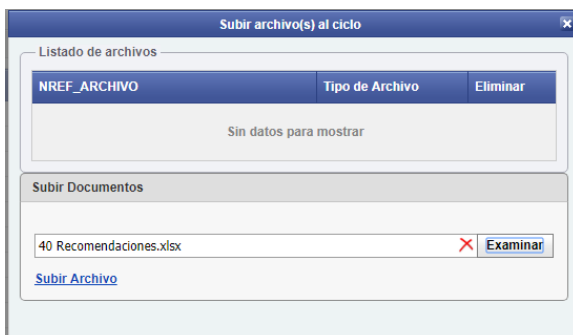 Subir archivo(s) al ciclo
Listado de archivos
NREF_ARCHIVO Tipo de Archivo Eliminar
Sin datos para mostrar
Subir Documentos
40 Recomendaciones.xlsx Examinar
Subir Archivo